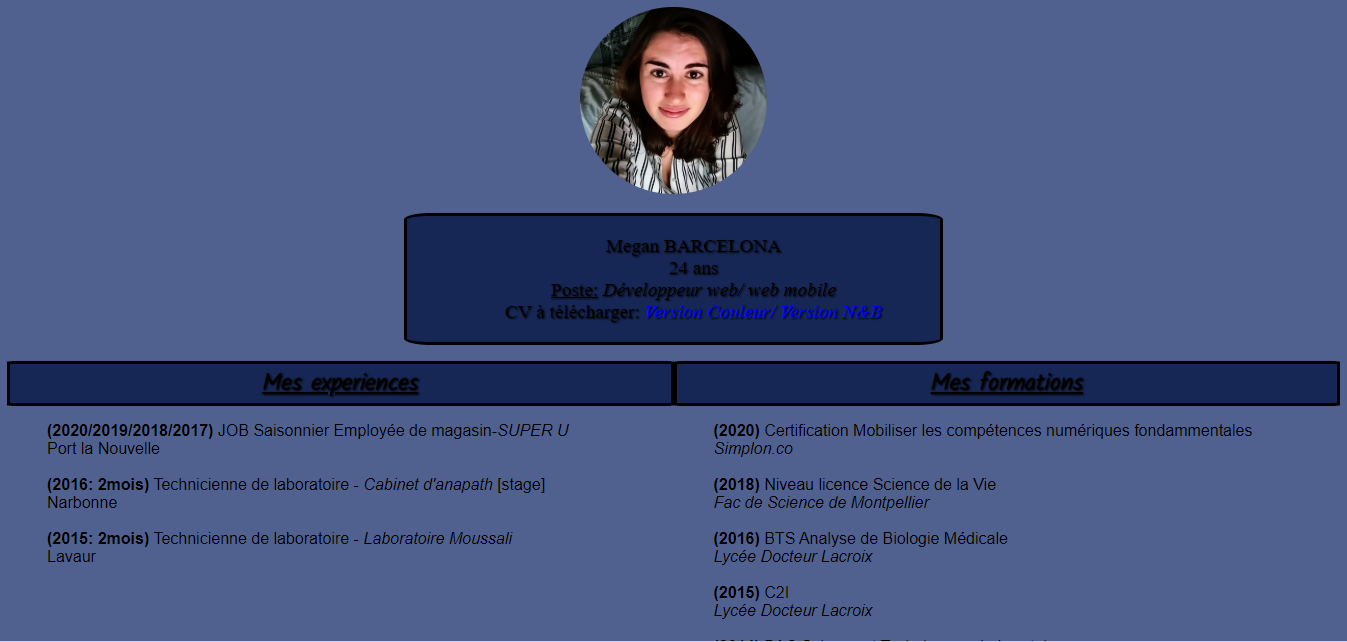 Megan BARCELONA
24 ans
Poste: Développeur web/ web mobile
CV à télécharger: Version Couleur/ Version N&B
Mes experiences
(2020/2019/2018/2017) JOB Saisonnier Employée de magasin-SUPER U
Port la Nouvelle
(2016: 2mois) Technicienne de laboratoire - Cabinet d'anapath [stage]
Narbonne
(2015: 2mois) Technicienne de laboratoire - Laboratoire Moussali
Lavaur
Mes formations
(2020) Certification Mobiliser les compétences numériques fondammentales
Simplon.co
(2018) Niveau licence Science de la Vie
Fac de Science de Montpellier
(2016) BTS Analyse de Biologie Médicale
Lycée Docteur Lacroix
(2015) C2I
Lycée Docteur Lacroix